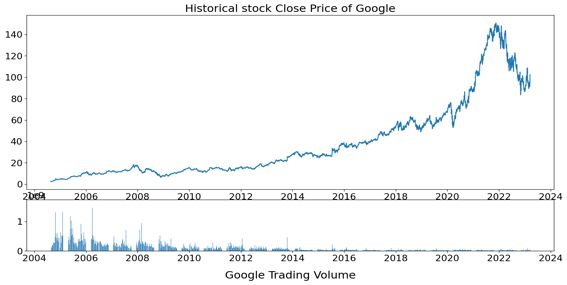 Historical stock Close Price of Google
140
120
100
80
60
40
20
0
2004 2006 2008 2010 2012 2014 2016 2018 2020 2022 2024
1e9
1
0
2004 2006 2008 2010 2012 2014 2016 2018 2020 2022 2024
Google Trading Volume